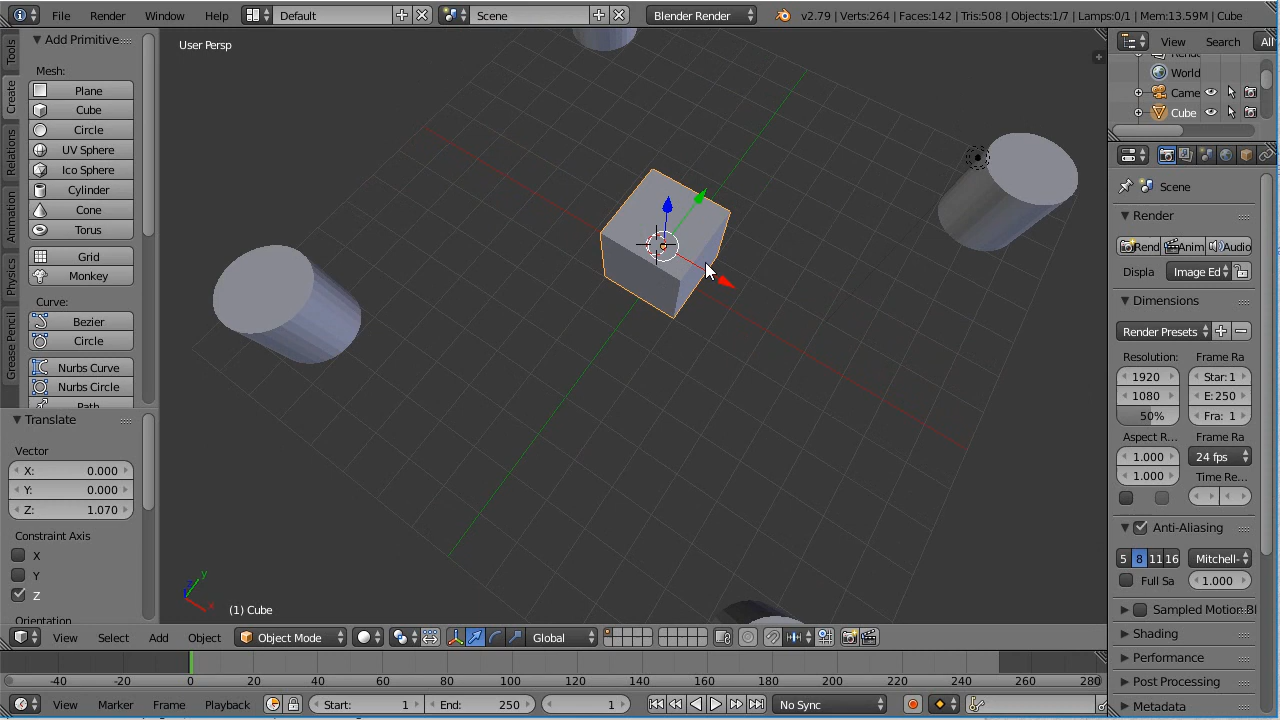 File Render Window Help Default Scene Blender Render v2.79 | Verts:264 | Faces:142 | Tris:508 | Objects:1/7 | Lamps:0/1 | Mem:13.59M | Cube
Tools
Create
Relations
Animation
Physics
Grease Pencil
Add Primitive
Mesh:
Plane
Cube
Circle
UV Sphere
Ico Sphere
Cylinder
Cone
Torus
Grid
Monkey
Curve:
Bezier
Circle
Nurbs Curve
Nurbs Circle
Path
Translate
Vector
X: 0.000
Y: 0.000
Z: 1.070
Constraint Axis
X
Y
Z
Orientation
User Persp
(1) Cube
z y x
View Select Add Object Object Mode Global
View Search All
World
Came
Cube
Scene
Render
Rend Anim Audio
Displa Image Ed
Dimensions
Render Presets
Resolution: Frame Ra
1920 Star: 1
1080 E: 250
50% Fra: 1
Aspect R... Frame Ra
1.000 24 fps
1.000 Time Re...
Anti-Aliasing
5 8 11 16 Mitchell-
Full Sa 1.000
Sampled Motion Bl
Shading
Performance
Post Processing
Metadata
-40 -20 0 20 40 60 80 100 120 140 160 180 200 220 240 260 280
View Marker Frame Playback Start: 1 End: 250 1 No Sync